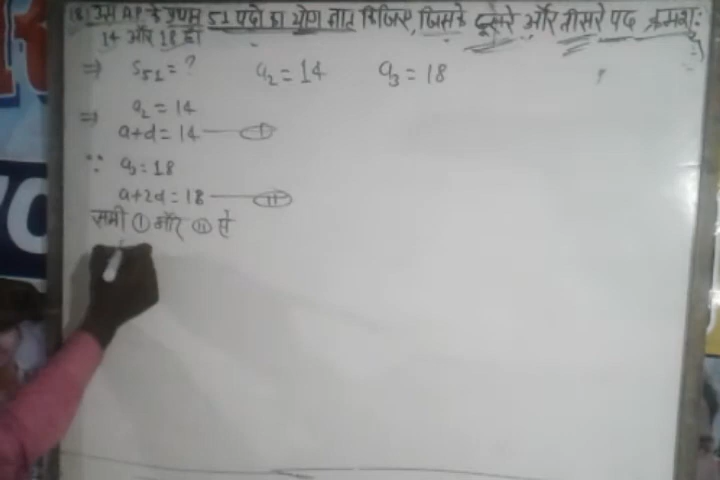 (8) उस A.P के प्रथम 51 पदों का योग ज्ञात किजिए, जिसके दूसरे और तीसरे पद क्रमश:
14 और 18 हो
⇒ S51 = ? a2 = 14 a3 = 18
⇒ a2 = 14
a+d = 14 — (I)
∵ a3 = 18
a+2d = 18 — (II)
समी (I) और (II) से